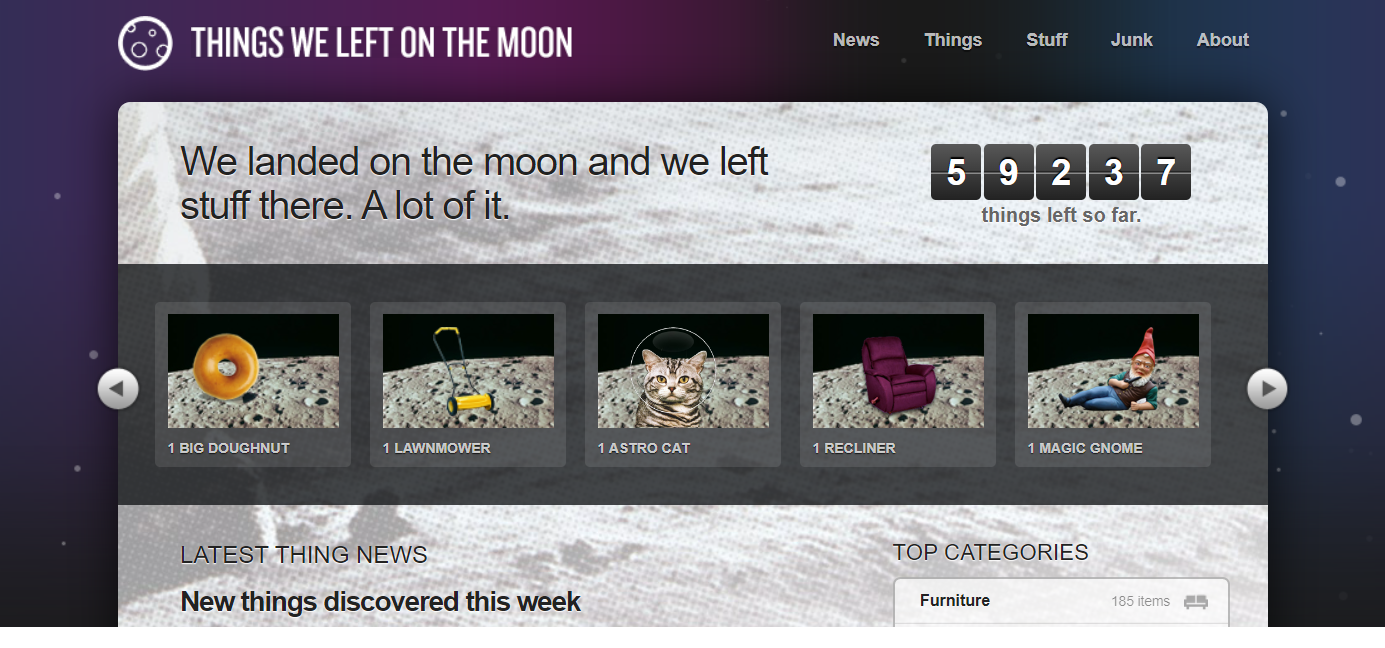 THINGS WE LEFT ON THE MOON
News Things Stuff Junk About
We landed on the moon and we left
stuff there. A lot of it.
5 9 2 3 7
things left so far.
1 BIG DOUGHNUT
1 LAWNMOWER
1 ASTRO CAT
1 RECLINER
1 MAGIC GNOME
LATEST THING NEWS
New things discovered this week
TOP CATEGORIES
Furniture 185 items